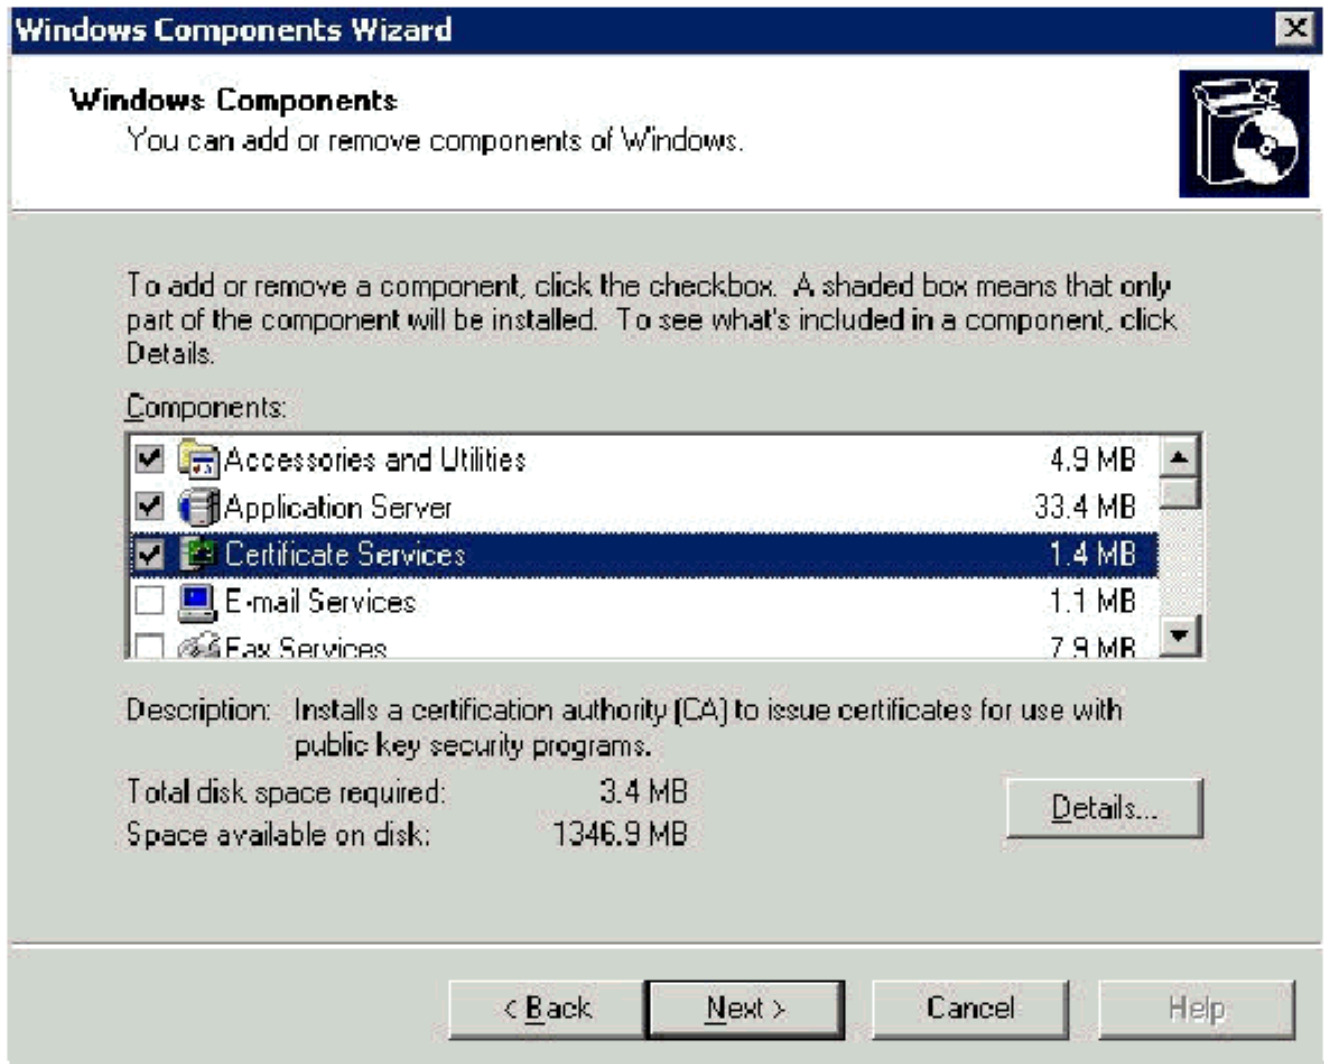 Windows Components Wizard
Windows Components
You can add or remove components of Windows.
To add or remove a component, click the checkbox. A shaded box means that only
part of the component will be installed. To see what's included in a component, click
Details.
Components:
Accessories and Utilities 4.9 MB
Application Server 33.4 MB
Certificate Services 1.4 MB
E-mail Services 1.1 MB
Fax Services 7.9 MB
Description: Installs a certification authority (CA) to issue certificates for use with
public key security programs.
Total disk space required: 3.4 MB
Space available on disk: 1346.9 MB
Details...
< Back Next > Cancel Help